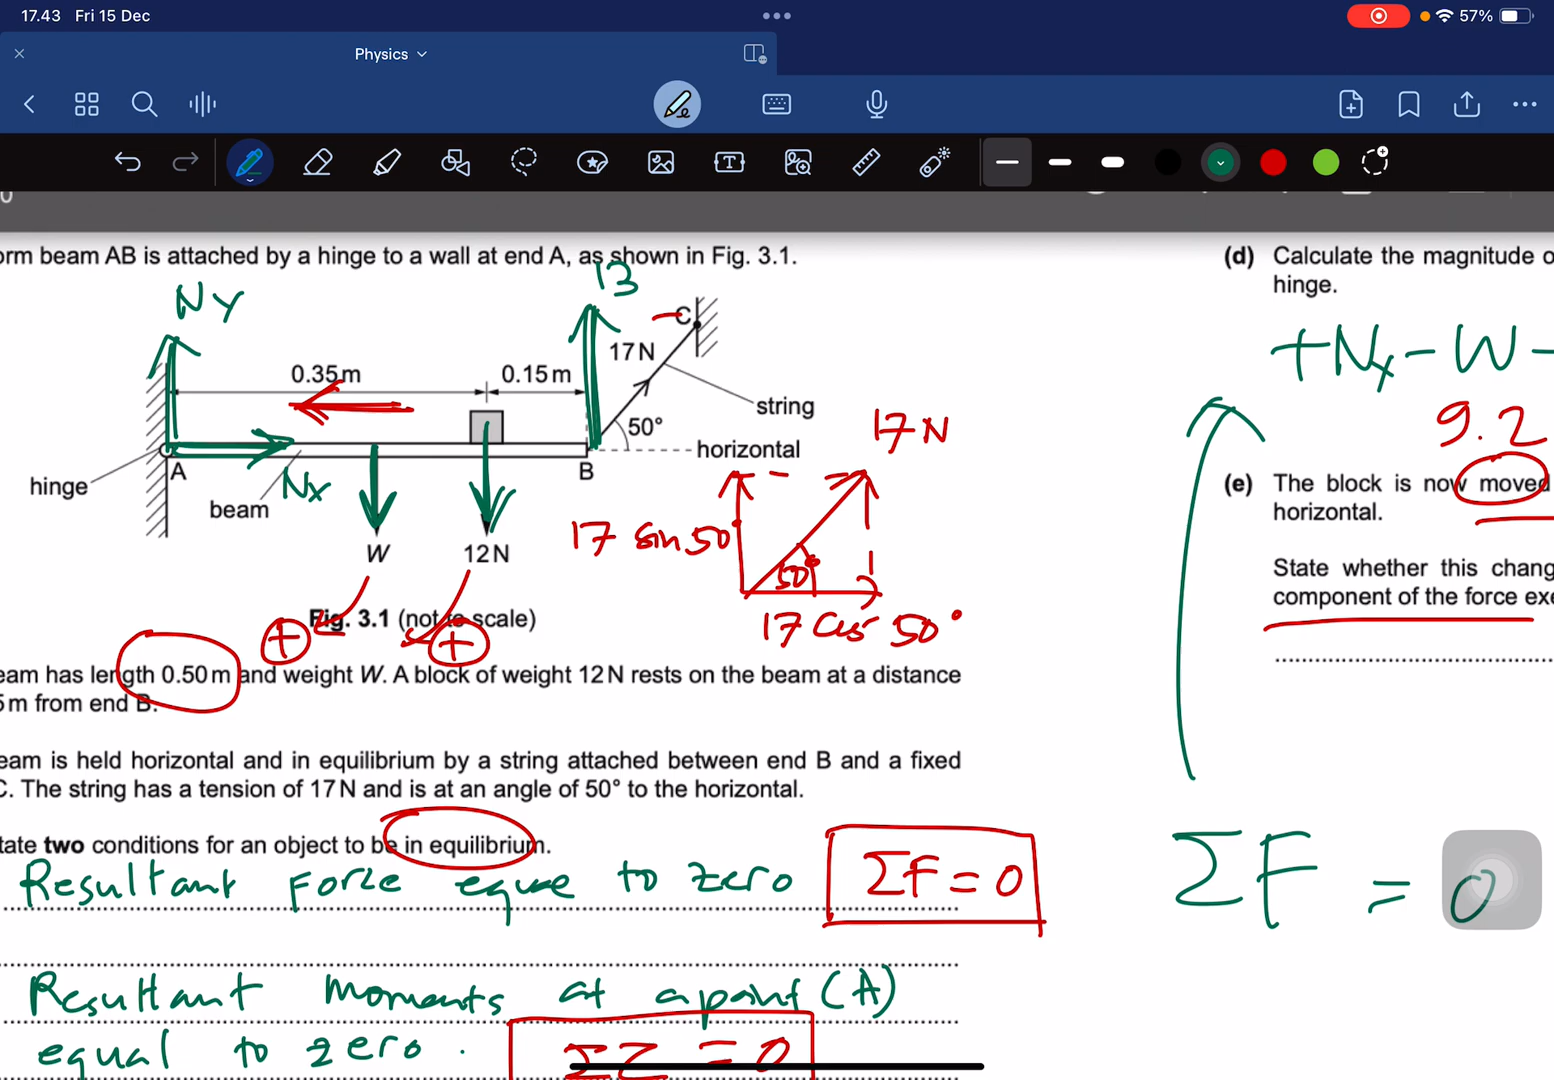 17.43 Fri 15 Dec
57%
Physics
T
orm beam AB is attached by a hinge to a wall at end A, as shown in Fig. 3.1.
(d) Calculate the magnitude o
hinge.
NY
13
C
17 N
0.35 m
0.15 m
string
50°
horizontal
+Nx - W -
17 N
9.2
A
B
hinge
Nx
beam
(e) The block is now moved
horizontal.
17 sin 50°
50°
W
12 N
State whether this chang
component of the force exe
Fig. 3.1 (not to scale)
17 cos 50°
+
+
eam has length 0.50 m and weight W. A block of weight 12 N rests on the beam at a distance
5 m from end B.
eam is held horizontal and in equilibrium by a string attached between end B and a fixed
C. The string has a tension of 17 N and is at an angle of 50° to the horizontal.
tate two conditions for an object to be in equilibrium.
Resultant Force eque to zero
ΣF = 0
ΣF = 0
Resultant moments at a point (A)
equal to zero.
= 0